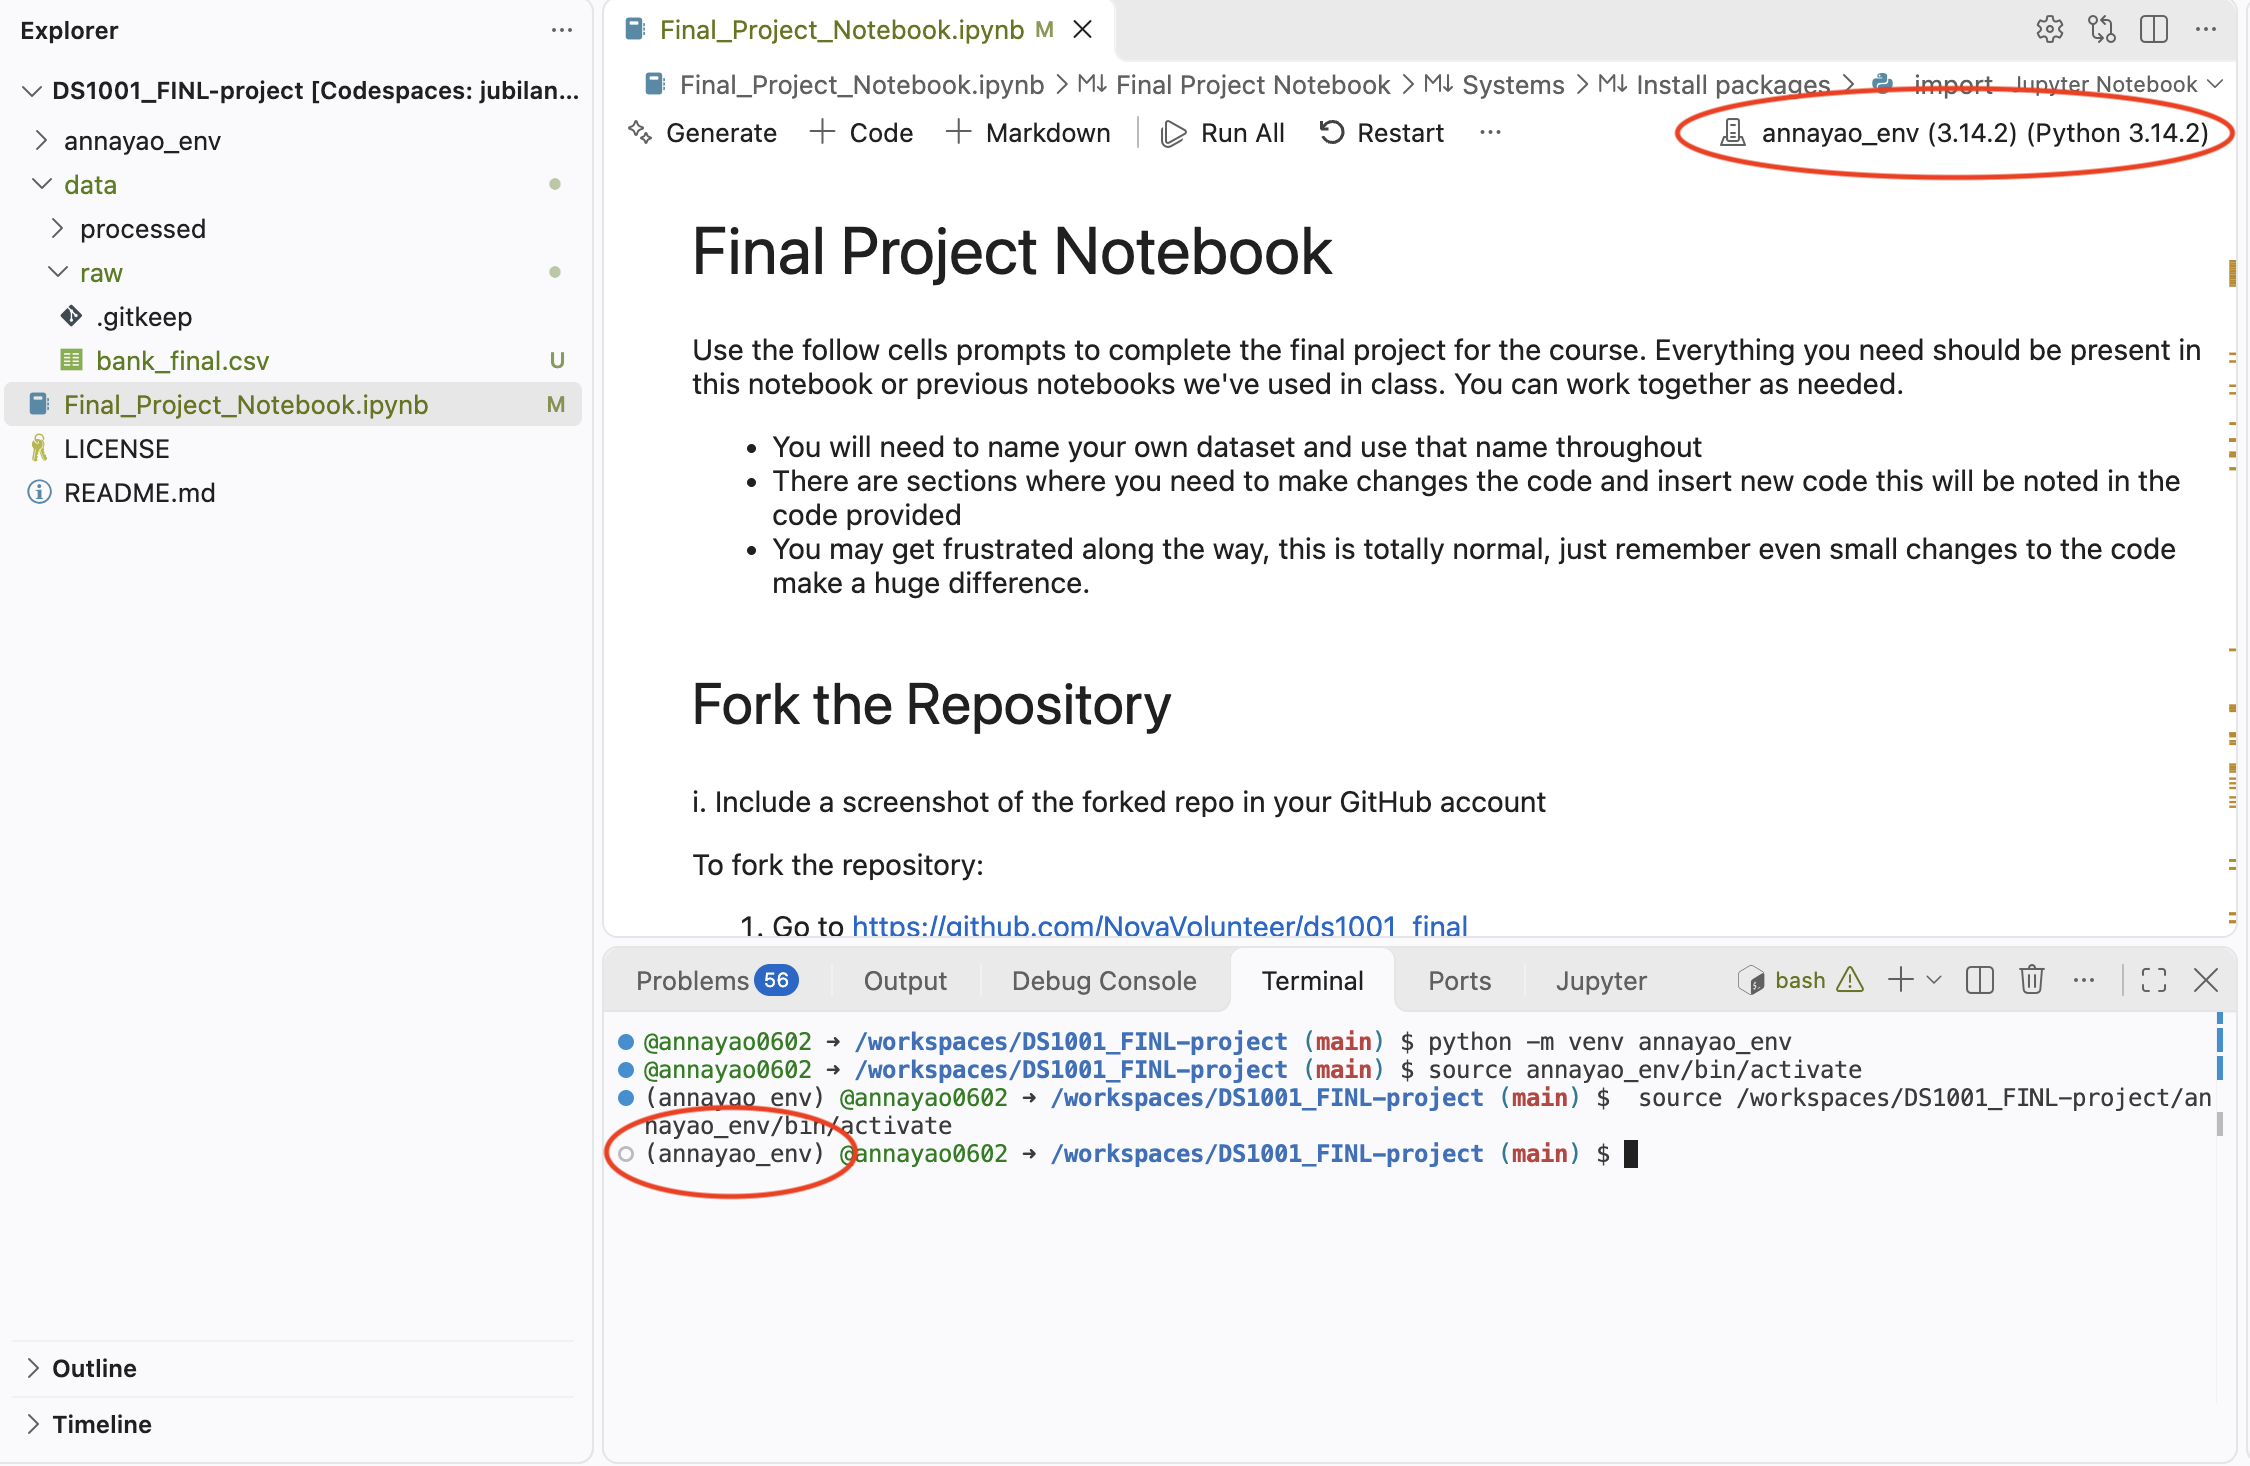 Explorer
DS1001_FINL-project [Codespaces: jubilan...
annayao_env
data
processed
raw
.gitkeep
bank_final.csv U
Final_Project_Notebook.ipynb M
LICENSE
README.md
Outline
Timeline
Final_Project_Notebook.ipynb M
Final_Project_Notebook.ipynb > M↓ Final Project Notebook > M↓ Systems > M↓ Install packages > import Jupyter Notebook
Generate + Code + Markdown | Run All Restart ... annayao_env (3.14.2) (Python 3.14.2)
Final Project Notebook
Use the follow cells prompts to complete the final project for the course. Everything you need should be present in
this notebook or previous notebooks we've used in class. You can work together as needed.
• You will need to name your own dataset and use that name throughout
• There are sections where you need to make changes the code and insert new code this will be noted in the
code provided
• You may get frustrated along the way, this is totally normal, just remember even small changes to the code
make a huge difference.
Fork the Repository
i. Include a screenshot of the forked repo in your GitHub account
To fork the repository:
1. Go to https://github.com/NovaVolunteer/ds1001_final
Problems 56 Output Debug Console Terminal Ports Jupyter bash
@annayao0602 → /workspaces/DS1001_FINL-project (main) $ python -m venv annayao_env
@annayao0602 → /workspaces/DS1001_FINL-project (main) $ source annayao_env/bin/activate
(annayao_env) @annayao0602 → /workspaces/DS1001_FINL-project (main) $  source /workspaces/DS1001_FINL-project/an
nayao_env/bin/activate
(annayao_env) @annayao0602 → /workspaces/DS1001_FINL-project (main) $